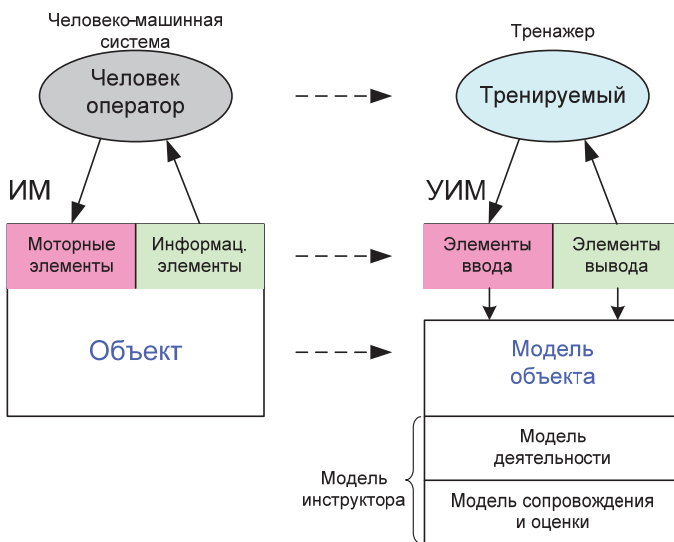 Человеко-машинная
система
Тренажер
Человек
оператор
Тренируемый
ИМ
УИМ
Моторные
элементы
Информац.
элементы
Элементы
ввода
Элементы
вывода
Объект
Модель
объекта
Модель
деятельности
Модель
инструктора
Модель сопровождения
и оценки